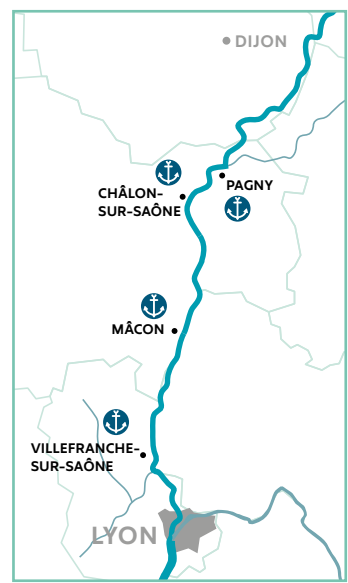 DIJON
PAGNY
CHÂLON-
SUR-SAÔNE
MÂCON
VILLEFRANCHE-
SUR-SAÔNE
LYON